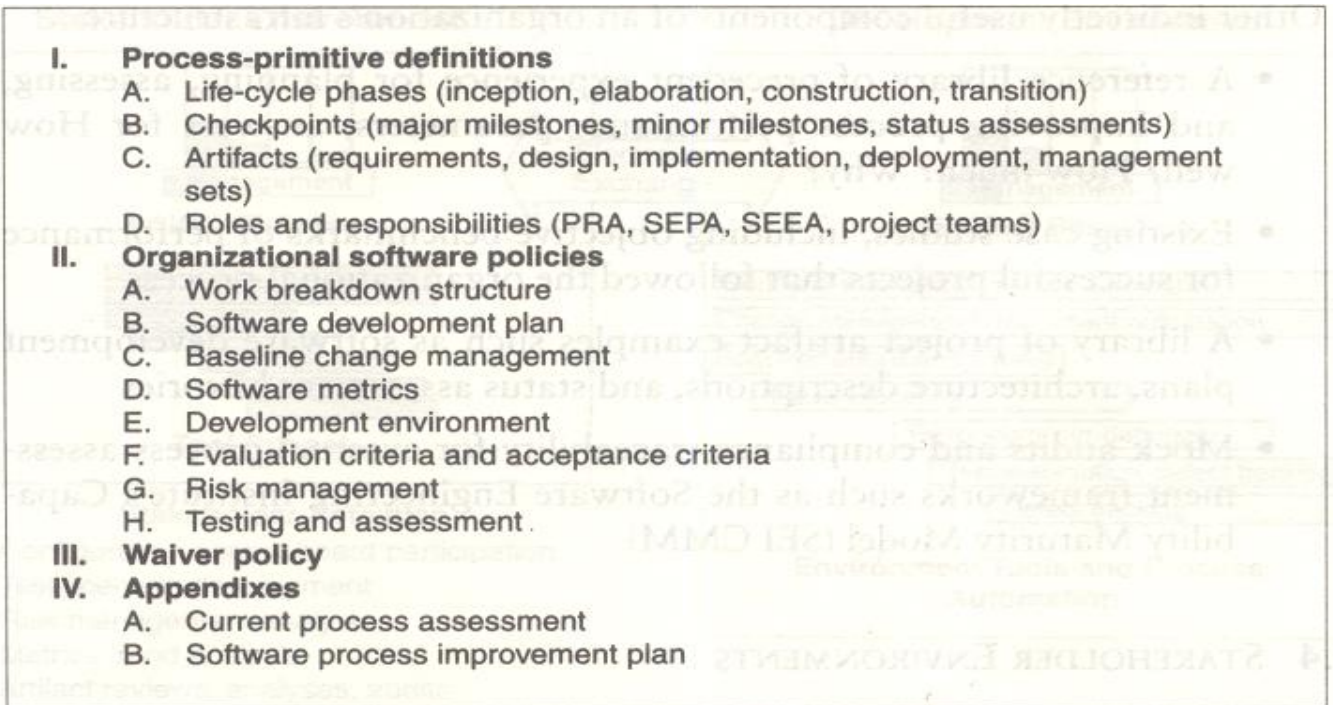 I. Process-primitive definitions
A. Life-cycle phases (inception, elaboration, construction, transition)
B. Checkpoints (major milestones, minor milestones, status assessments)
C. Artifacts (requirements, design, implementation, deployment, management
sets)
D. Roles and responsibilities (PRA, SEPA, SEEA, project teams)
II. Organizational software policies
A. Work breakdown structure
B. Software development plan
C. Baseline change management
D. Software metrics
E. Development environment
F. Evaluation criteria and acceptance criteria
G. Risk management
H. Testing and assessment
III. Waiver policy
IV. Appendixes
A. Current process assessment
B. Software process improvement plan